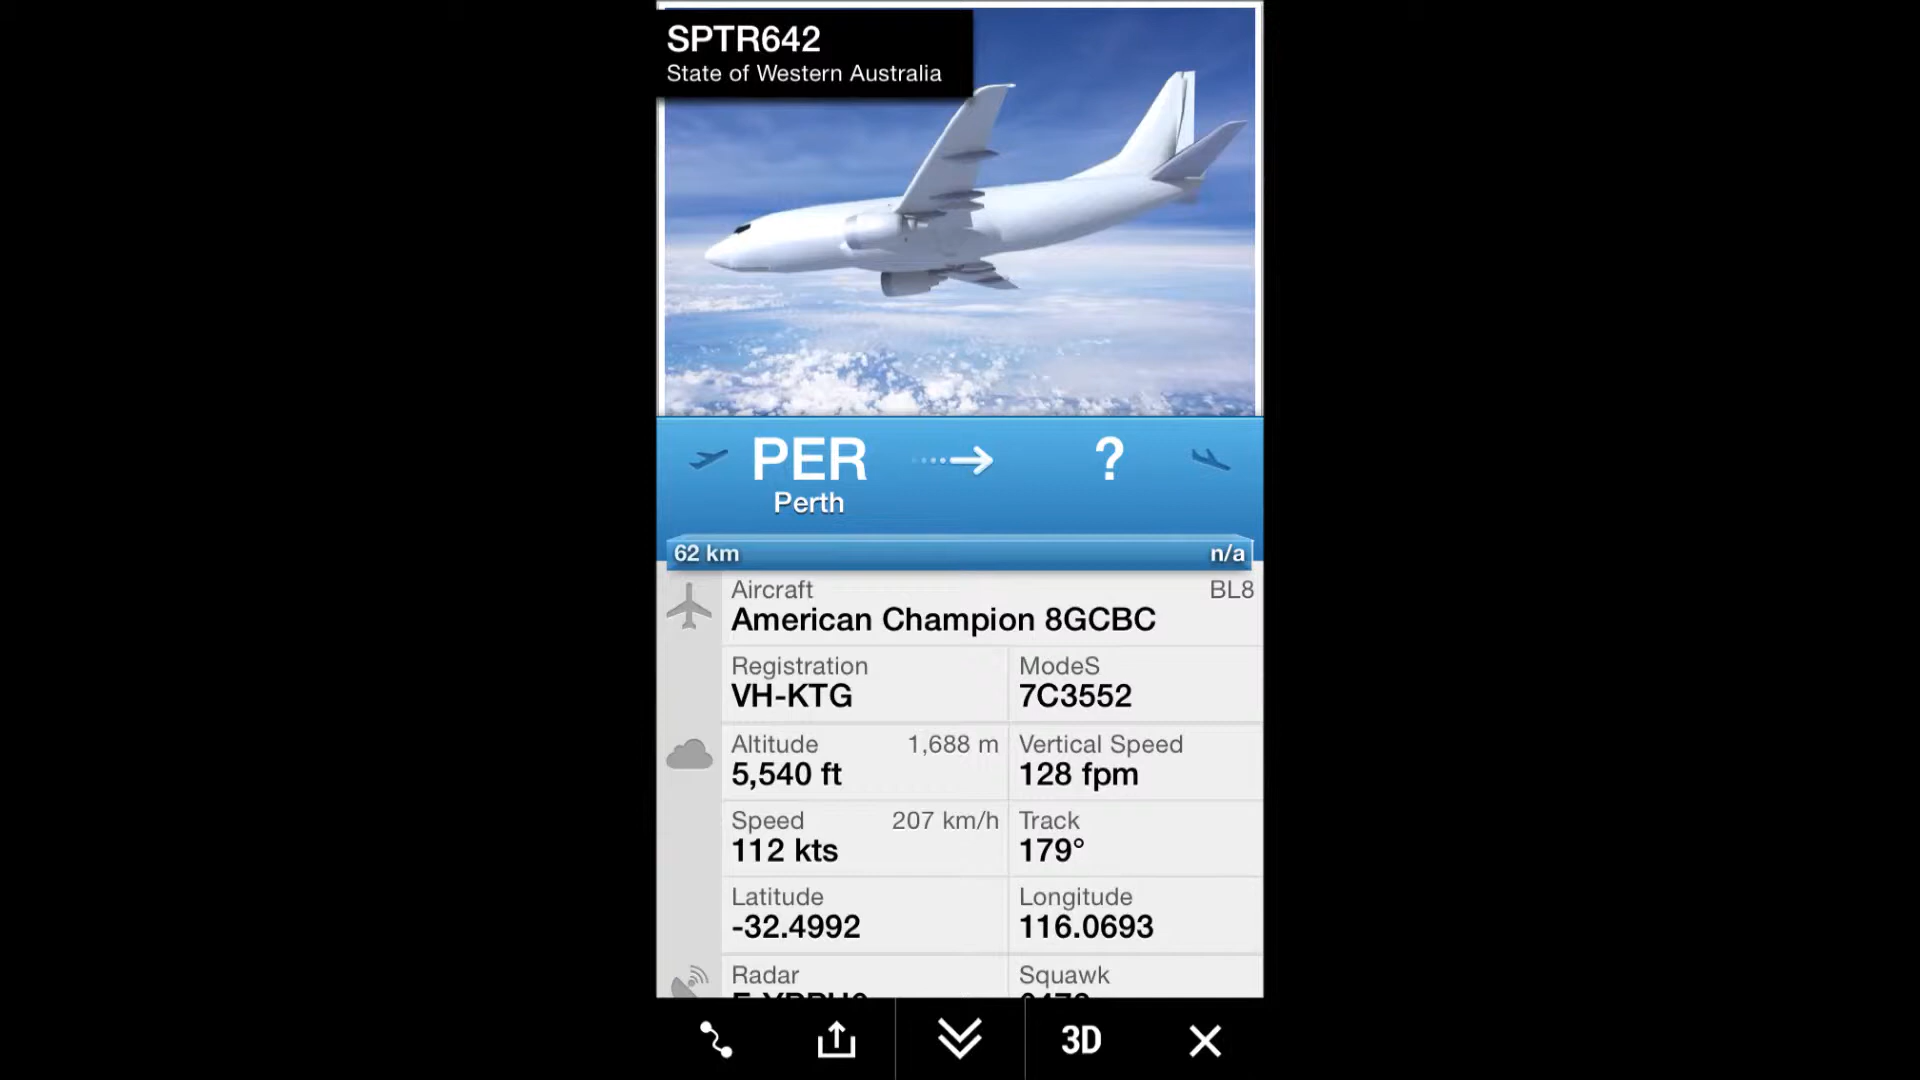 SPTR642
State of Western Australia
PER
?
Perth
62 km
n/a
Aircraft
BL8
American Champion 8GCBC
Registration
ModeS
VH-KTG
7C3552
Altitude
1,688 m
Vertical Speed
5,540 ft
128 fpm
Speed
207 km/h
Track
112 kts
179°
Latitude
Longitude
-32.4992
116.0693
Radar
Squawk
3D